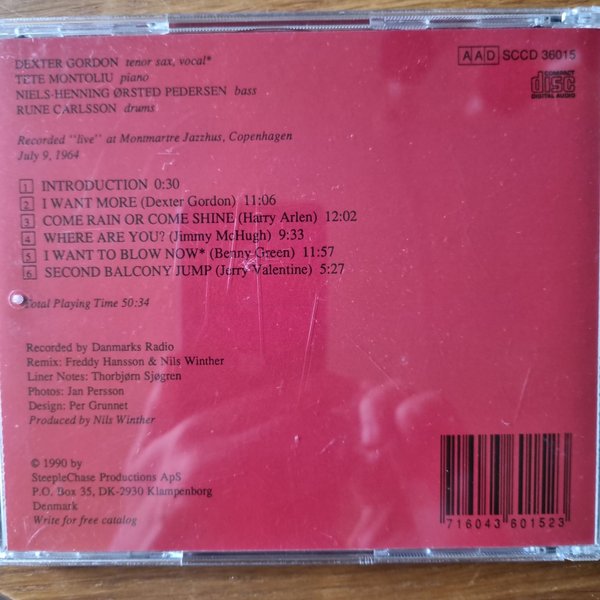 DEXTER GORDON tenor sax, vocal*
TETE MONTOLIU piano
NIELS-HENNING ØRSTED PEDERSEN bass
RUNE CARLSSON drums
AAD SCCD 36015
COMPACT
disc
DIGITAL AUDIO
Recorded "live" at Montmartre Jazzhus, Copenhagen
July 9, 1964
1 INTRODUCTION 0:30
2 I WANT MORE (Dexter Gordon) 11:06
3 COME RAIN OR COME SHINE (Harry Arlen) 12:02
4 WHERE ARE YOU? (Jimmy McHugh) 9:33
5 I WANT TO BLOW NOW* (Benny Green) 11:57
6 SECOND BALCONY JUMP (Jerry Valentine) 5:27
Total Playing Time 50:34
Recorded by Danmarks Radio
Remix: Freddy Hansson & Nils Winther
Liner Notes: Thorbjørn Sjøgren
Photos: Jan Persson
Design: Per Grunnet
Produced by Nils Winther
© 1990 by
SteepleChase Productions ApS
P.O. Box 35, DK-2930 Klampenborg
Denmark
Write for free catalog
716043 601523